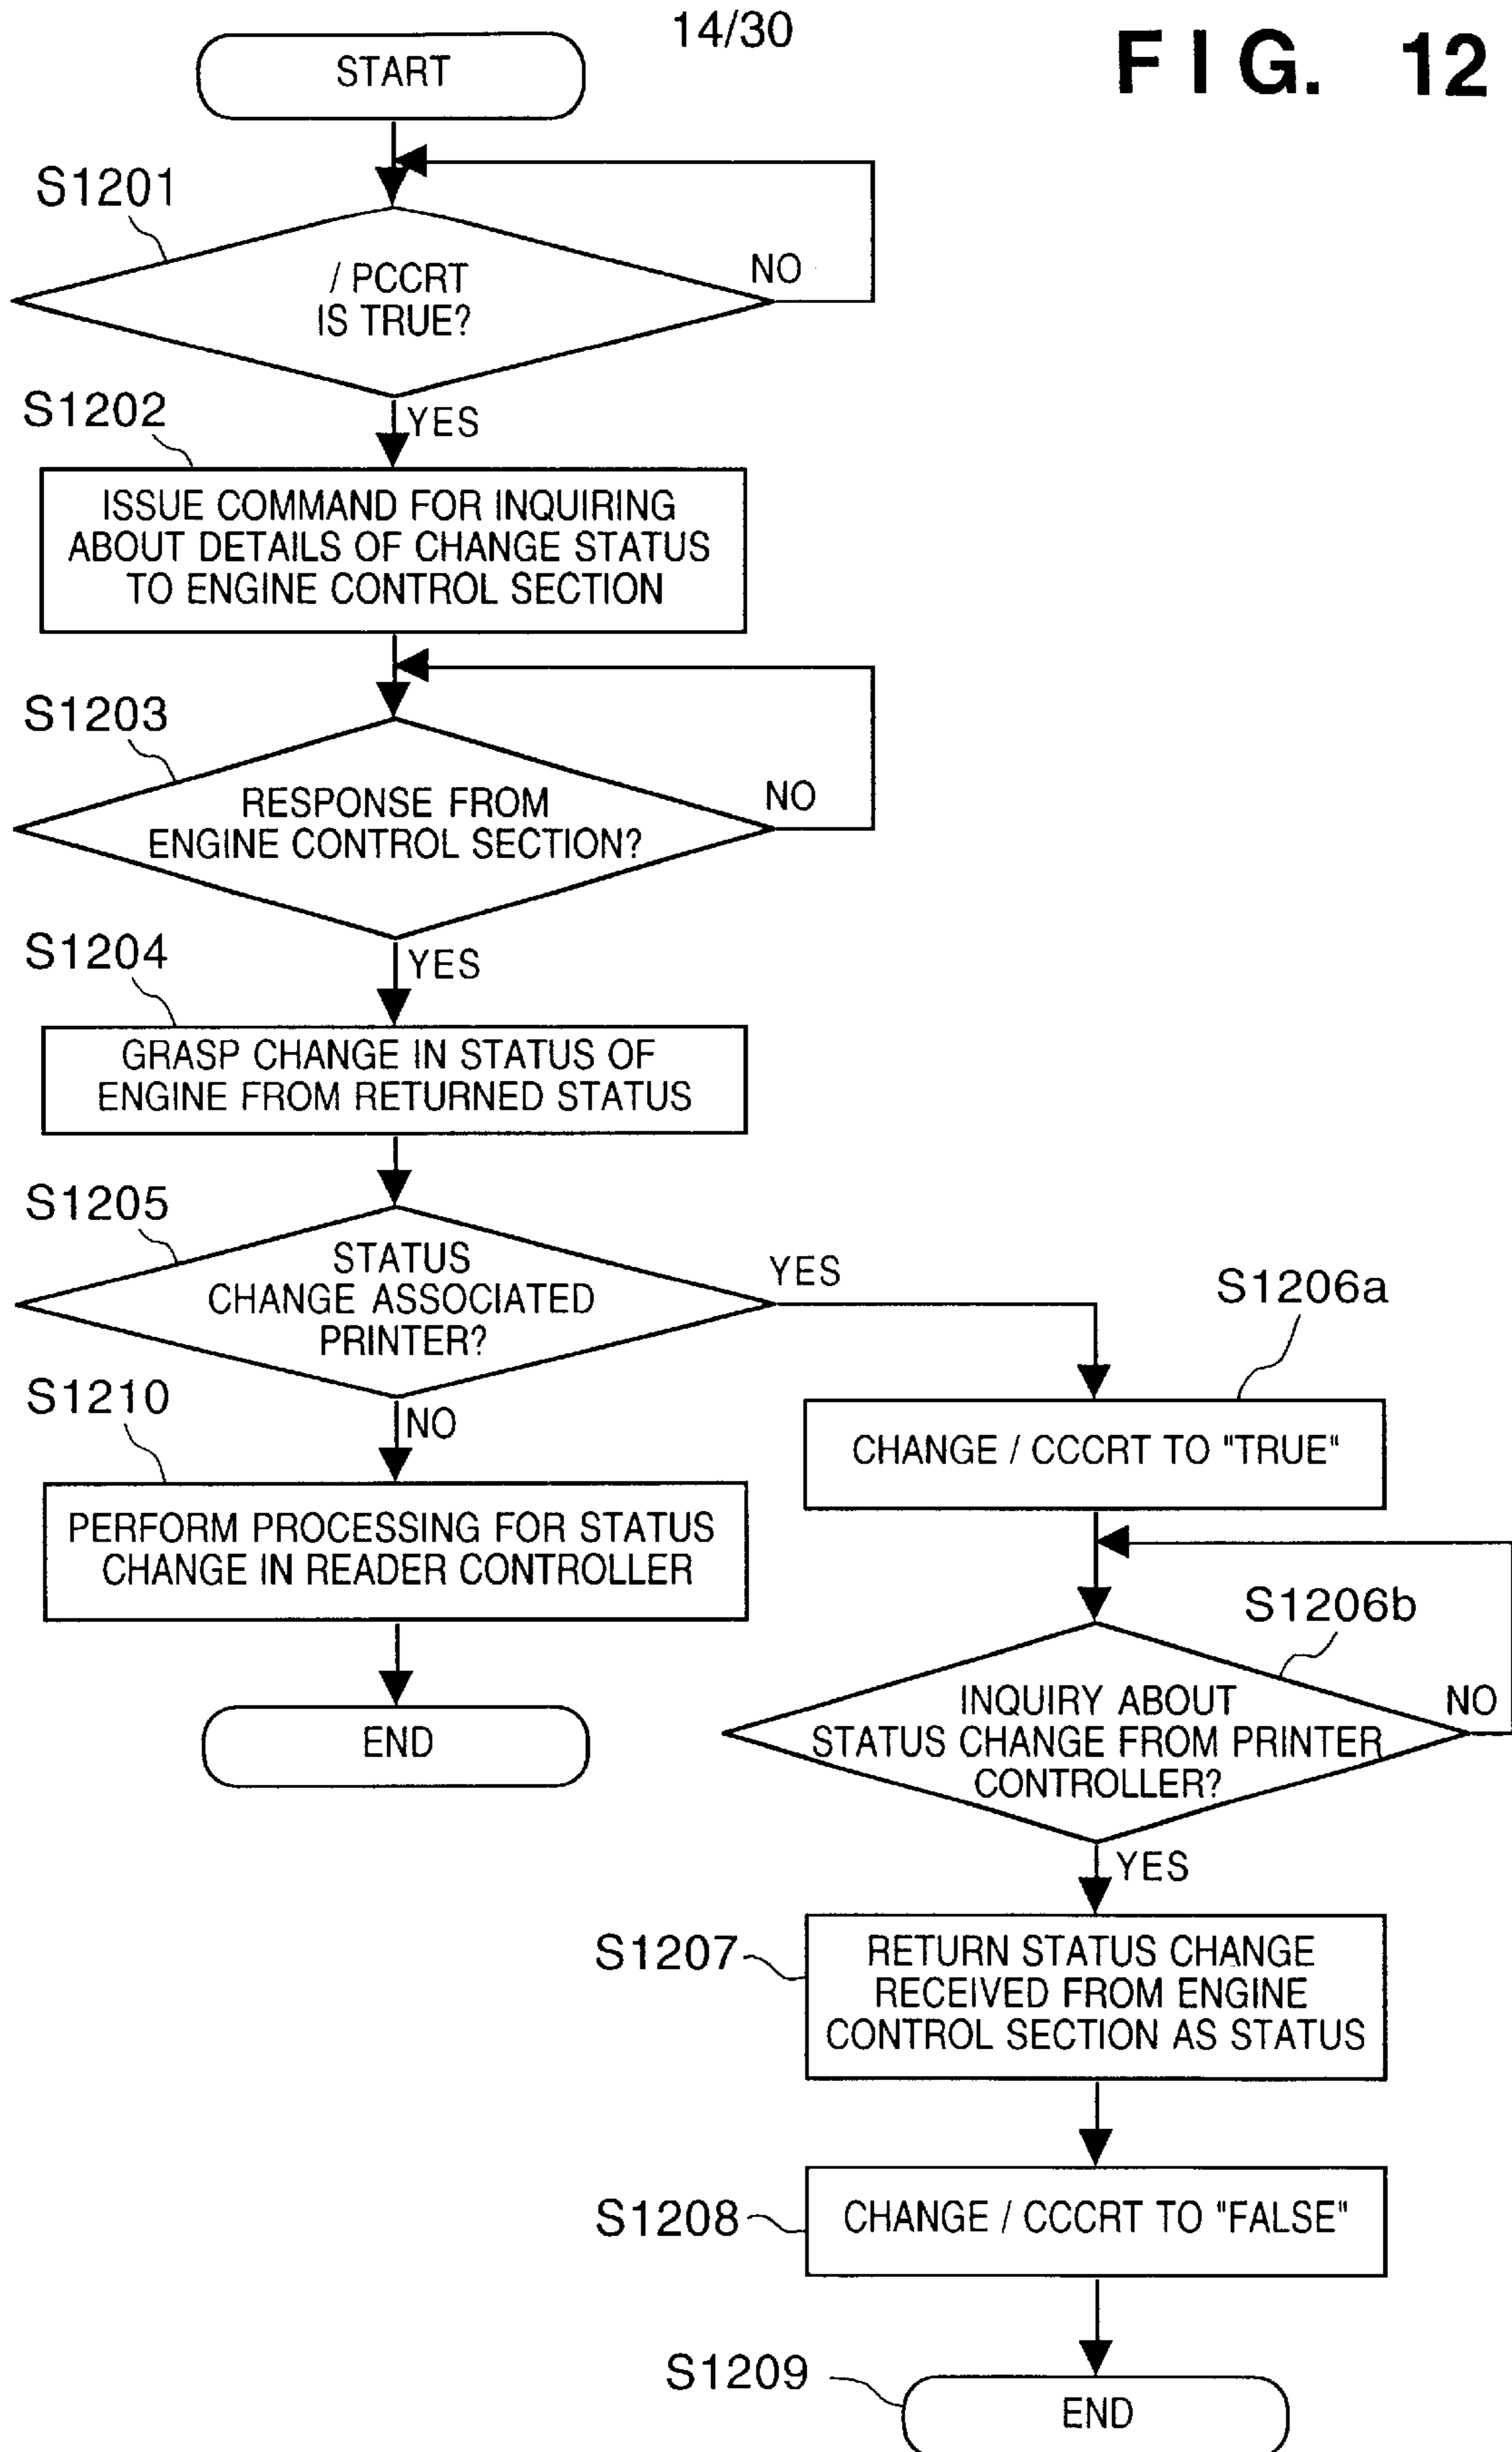 14/30
FIG. 12
START
S1201
/ PCCRT
IS TRUE?
NO
YES
S1202
ISSUE COMMAND FOR INQUIRING
ABOUT DETAILS OF CHANGE STATUS
TO ENGINE CONTROL SECTION
S1203
RESPONSE FROM
ENGINE CONTROL SECTION?
NO
YES
S1204
GRASP CHANGE IN STATUS OF
ENGINE FROM RETURNED STATUS
S1205
STATUS
CHANGE ASSOCIATED
PRINTER?
YES
NO
S1210
PERFORM PROCESSING FOR STATUS
CHANGE IN READER CONTROLLER
END
S1206a
CHANGE / CCCRT TO "TRUE"
S1206b
INQUIRY ABOUT
STATUS CHANGE FROM PRINTER
CONTROLLER?
NO
YES
S1207
RETURN STATUS CHANGE
RECEIVED FROM ENGINE
CONTROL SECTION AS STATUS
S1208
CHANGE / CCCRT TO "FALSE"
S1209
END